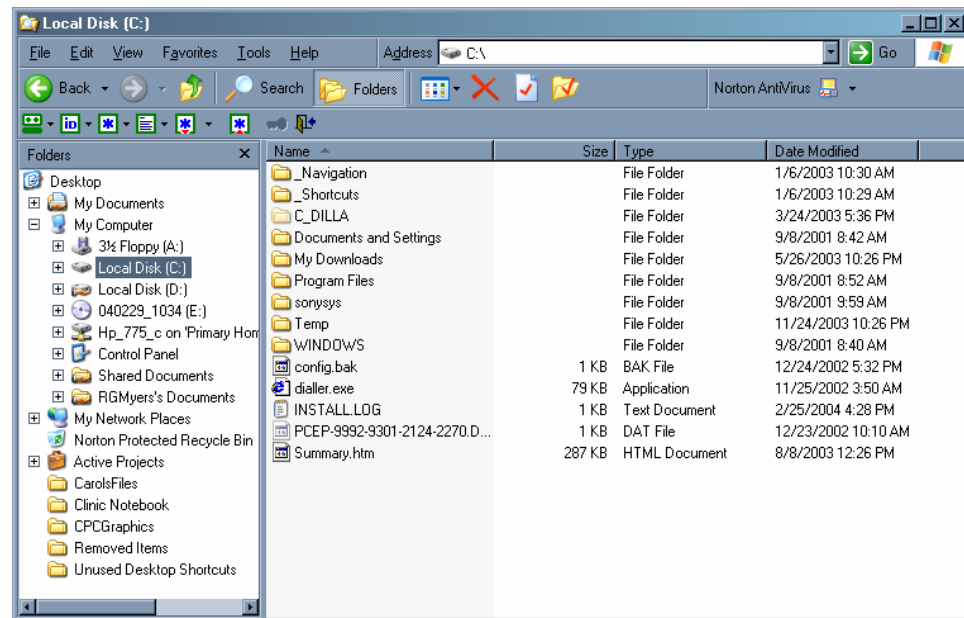 Local Disk (C:)
File Edit View Favorites Tools Help Address C:\ Go
Back Search Folders Norton AntiVirus
Folders x
Desktop
My Documents
My Computer
3½ Floppy (A:)
Local Disk (C:)
Local Disk (D:)
040229_1034 (E:)
Hp_775_c on 'Primary Hom
Control Panel
Shared Documents
RGMyers's Documents
My Network Places
Norton Protected Recycle Bin
Active Projects
CarolsFiles
Clinic Notebook
CPCGraphics
Removed Items
Unused Desktop Shortcuts
Name Size Type Date Modified
_Navigation File Folder 1/6/2003 10:30 AM
_Shortcuts File Folder 1/6/2003 10:29 AM
C_DILLA File Folder 3/24/2003 5:36 PM
Documents and Settings File Folder 9/8/2001 8:42 AM
My Downloads File Folder 5/26/2003 10:26 PM
Program Files File Folder 9/8/2001 8:52 AM
sonysys File Folder 9/8/2001 9:59 AM
Temp File Folder 11/24/2003 10:26 PM
WINDOWS File Folder 9/8/2001 8:40 AM
config.bak 1 KB BAK File 12/24/2002 5:32 PM
dialler.exe 79 KB Application 11/25/2002 3:50 AM
INSTALL.LOG 1 KB Text Document 2/25/2004 4:28 PM
PCEP-9992-9301-2124-2270.D... 1 KB DAT File 12/23/2002 10:10 AM
Summary.htm 287 KB HTML Document 8/8/2003 12:26 PM